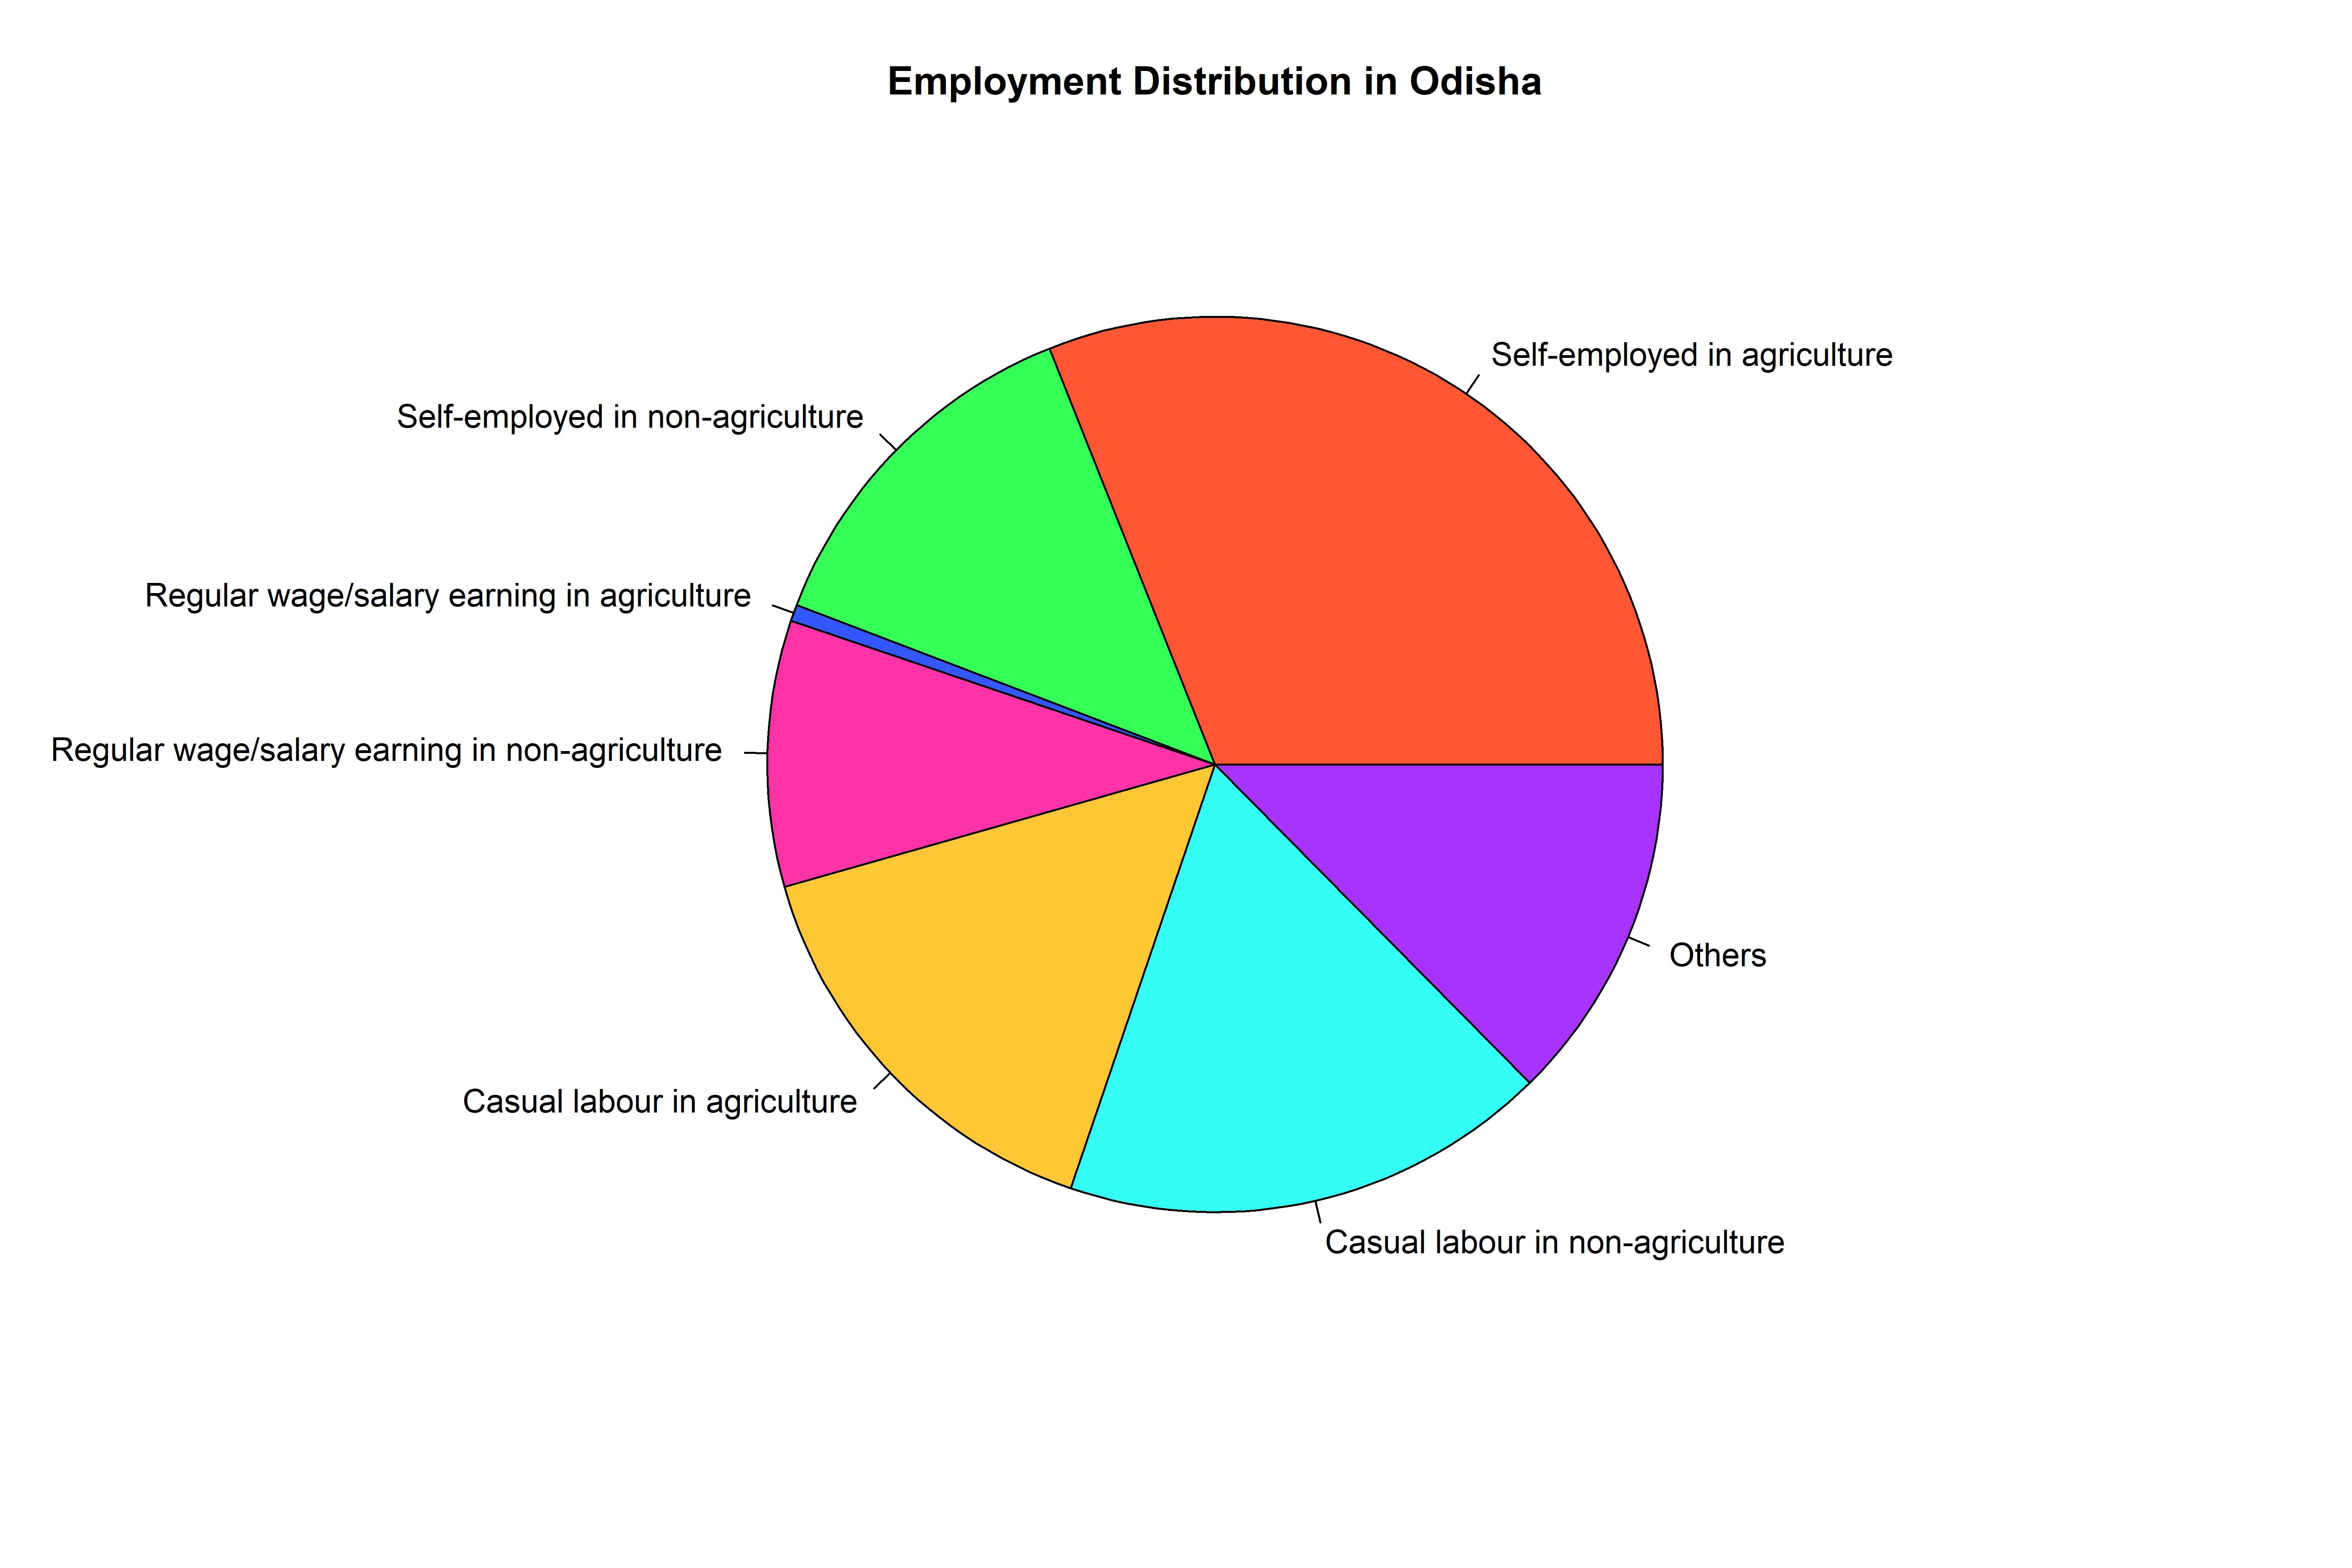 Employment Distribution in Odisha
Self-employed in agriculture
Self-employed in non-agriculture
Regular wage/salary earning in agriculture
Regular wage/salary earning in non-agriculture
Others
Casual labour in agriculture
Casual labour in non-agriculture